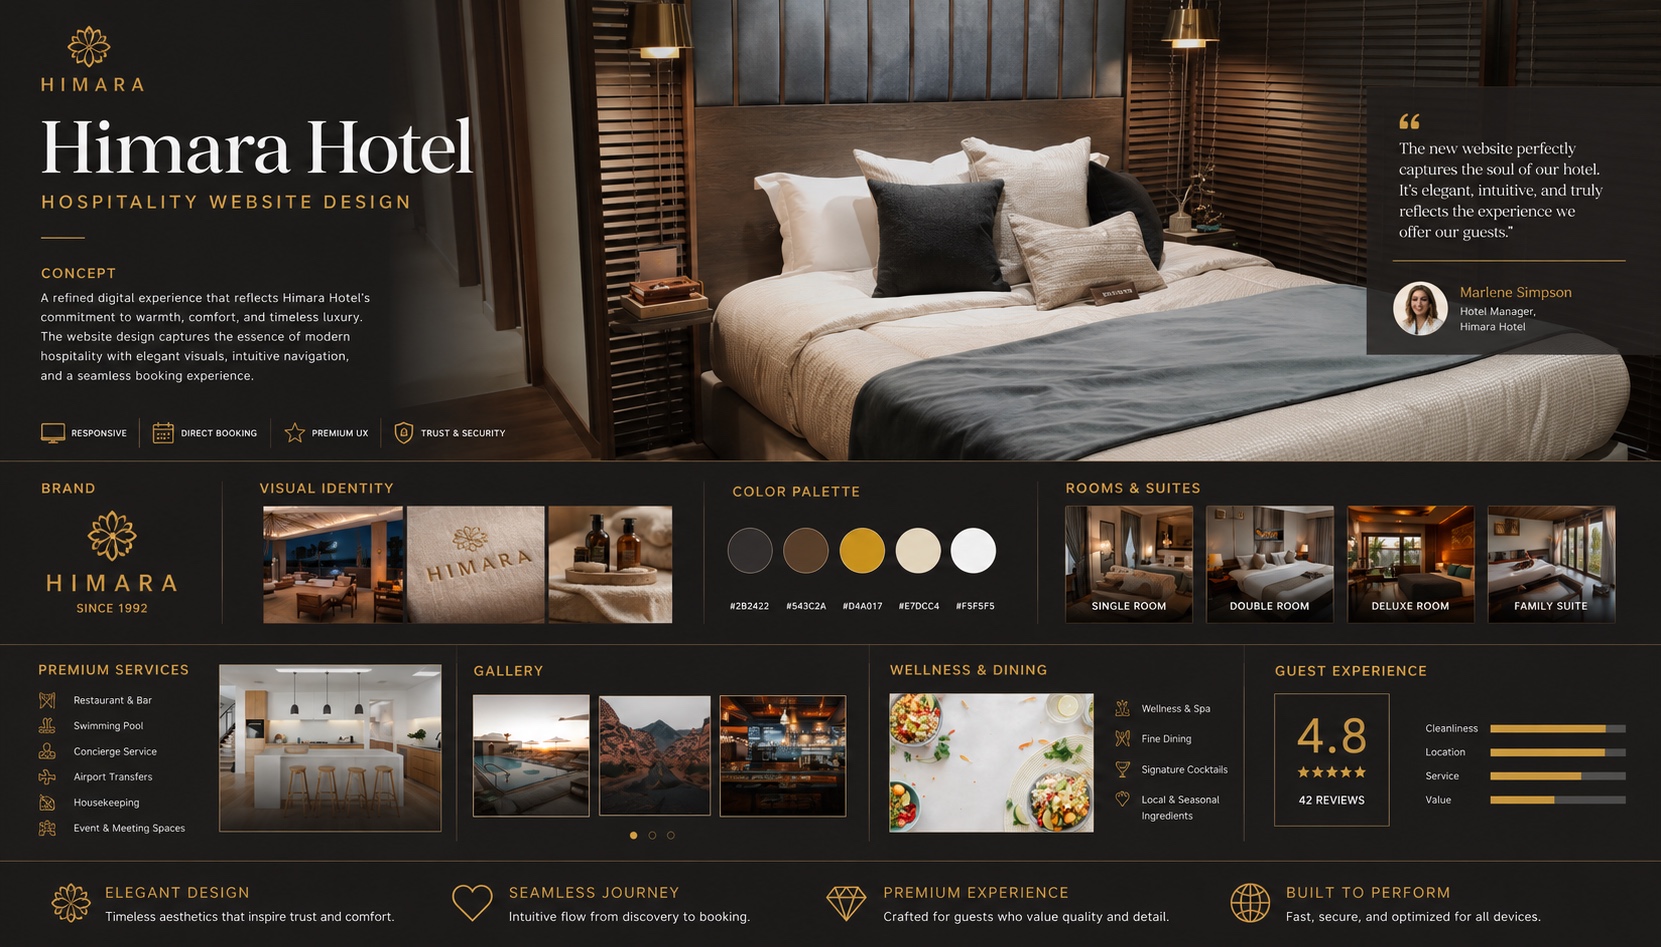 HIMARA
Himara Hotel
HOSPITALITY WEBSITE DESIGN
CONCEPT
A refined digital experience that reflects Himara Hotel's
commitment to warmth, comfort, and timeless luxury.
The website design captures the essence of modern
hospitality with elegant visuals, intuitive navigation,
and a seamless booking experience.
RESPONSIVE
DIRECT BOOKING
PREMIUM UX
TRUST & SECURITY
“
The new website perfectly
captures the soul of our hotel.
It's elegant, intuitive, and truly
reflects the experience we
offer our guests.”
Marlene Simpson
Hotel Manager,
Himara Hotel
BRAND
HIMARA
SINCE 1992
VISUAL IDENTITY
HIMARA
COLOR PALETTE
#2B2422
#543C2A
#D4A017
#E7DCC4
#F5F5F5
ROOMS & SUITES
SINGLE ROOM
DOUBLE ROOM
DELUXE ROOM
FAMILY SUITE
PREMIUM SERVICES
Restaurant & Bar
Swimming Pool
Concierge Service
Airport Transfers
Housekeeping
Event & Meeting Spaces
GALLERY
WELLNESS & DINING
Wellness & Spa
Fine Dining
Signature Cocktails
Local & Seasonal
Ingredients
GUEST EXPERIENCE
4.8
42 REVIEWS
Cleanliness
Location
Service
Value
ELEGANT DESIGN
Timeless aesthetics that inspire trust and comfort.
SEAMLESS JOURNEY
Intuitive flow from discovery to booking.
PREMIUM EXPERIENCE
Crafted for guests who value quality and detail.
BUILT TO PERFORM
Fast, secure, and optimized for all devices.